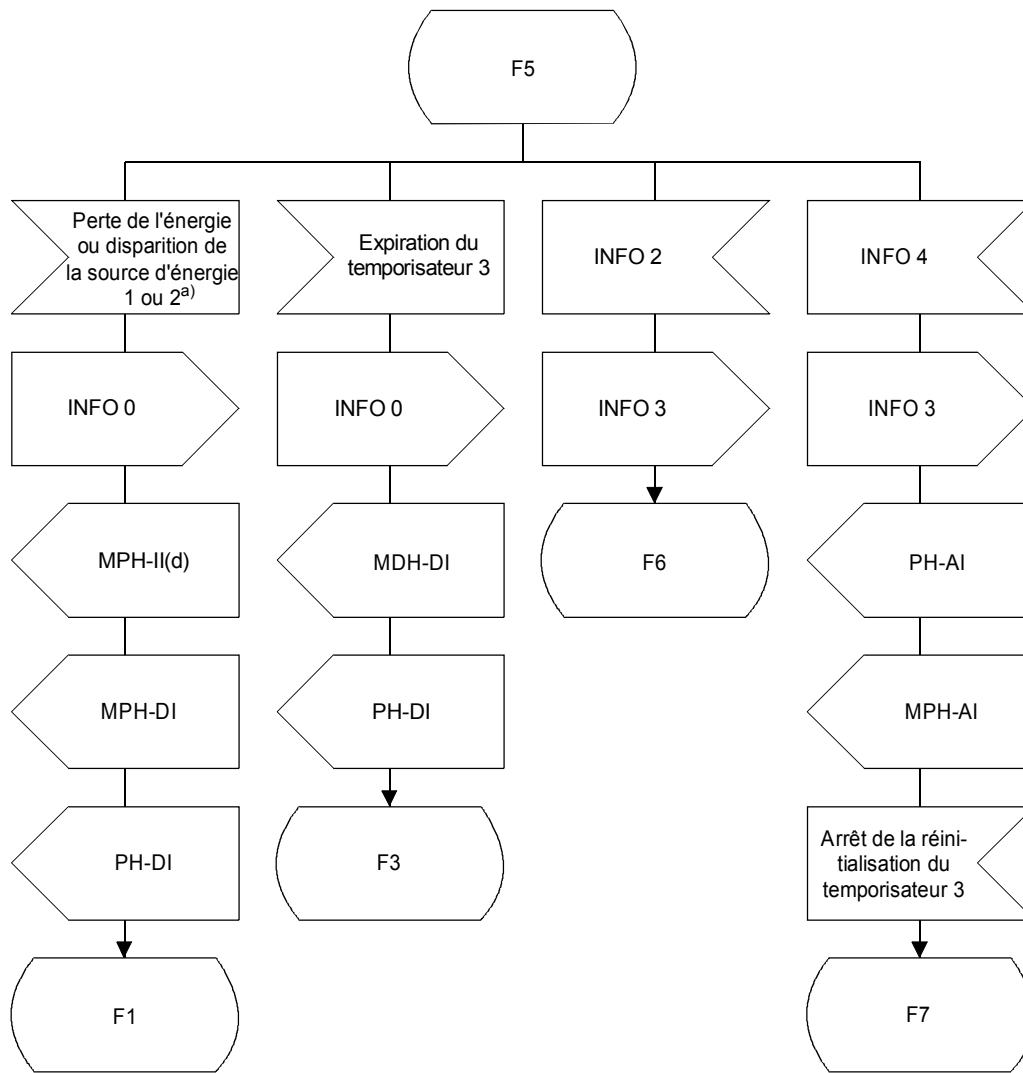 F5
Perte de l'énergie
ou disparition de
la source d'énergie
1 ou 2a)
Expiration du
temporisateur 3
INFO 2
INFO 4
INFO 0
INFO 0
INFO 3
INFO 3
MPH-II(d)
MDH-DI
F6
PH-AI
MPH-DI
PH-DI
MPH-AI
PH-DI
F3
Arrêt de la réini-
tialisation du
temporisateur 3
F1
F7